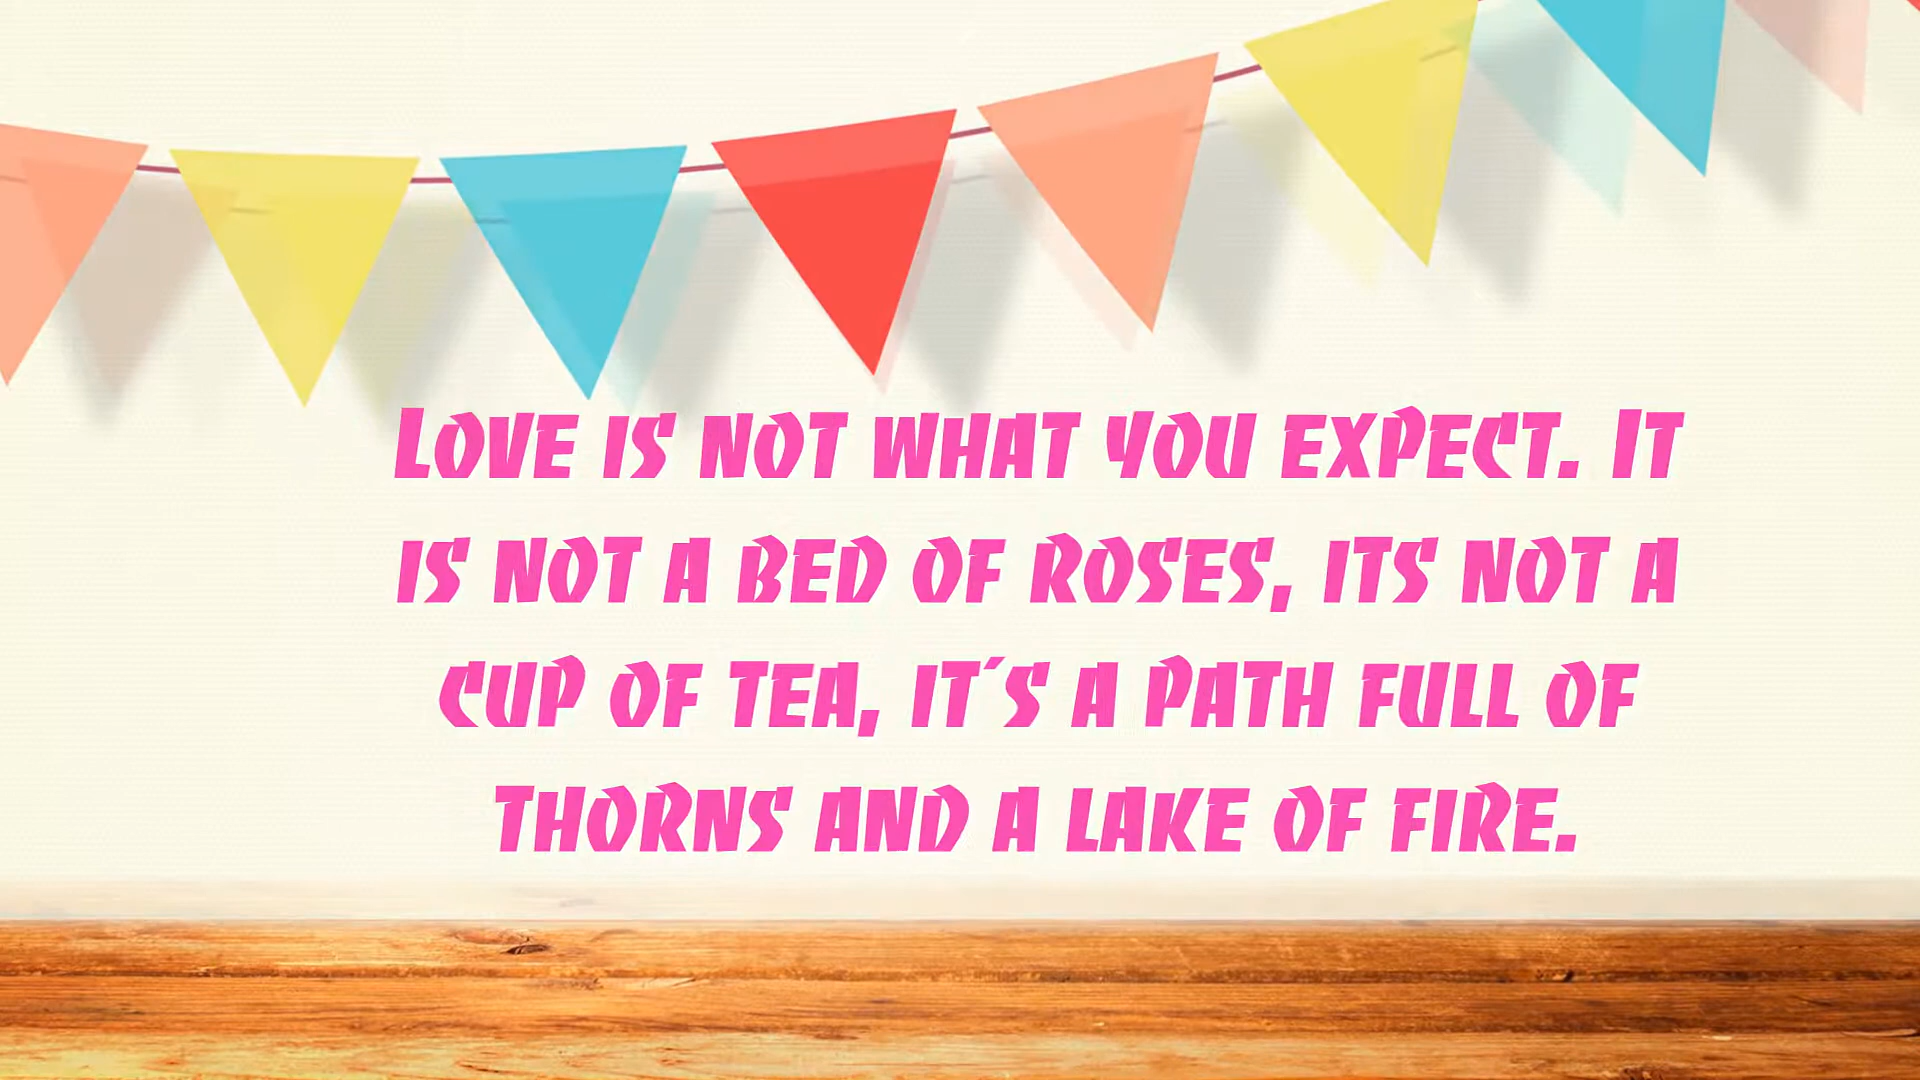 Love is not what you expect. It
is not a bed of roses, its not a
cup of tea, it´s a path full of
thorns and a lake of fire.